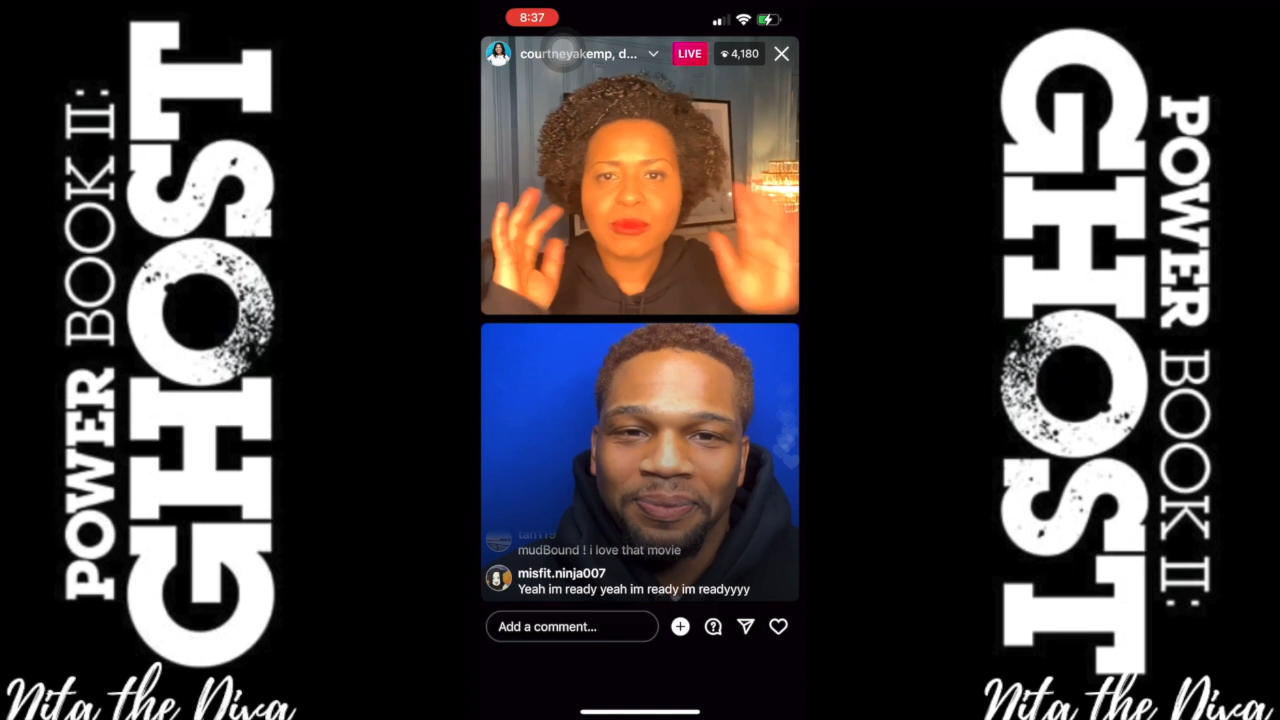 POWER BOOK II:
GHOST
Nita the Diva
8:37
courtneyakemp, d...
LIVE
4,180
tam19
mudBound ! i love that movie
misfit.ninja007
Yeah im ready yeah im ready im readyyyy
Add a comment...
POWER BOOK II:
GHOST
Nita the Diva